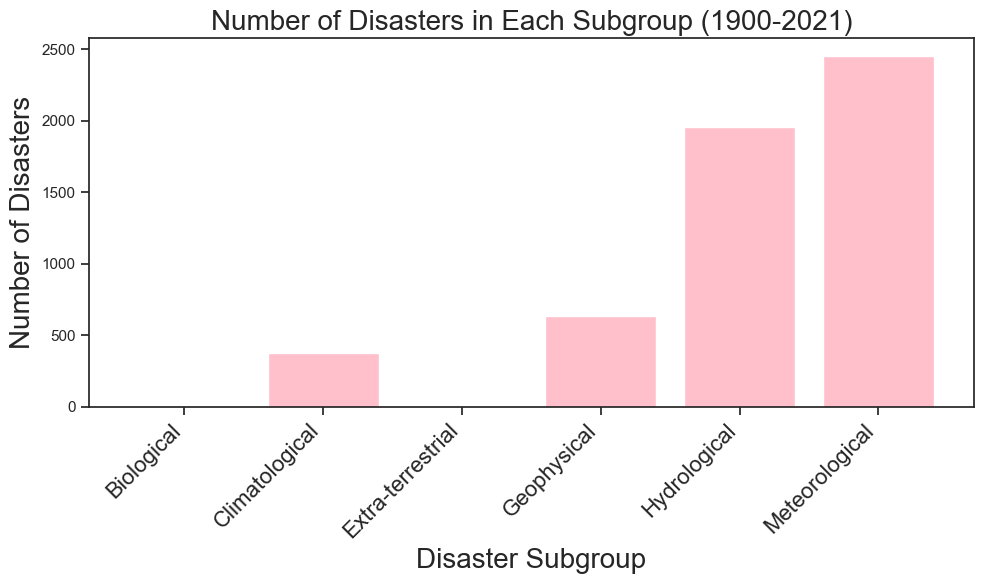 Number of Disasters in Each Subgroup (1900-2021)
Number of Disasters
2500
2000
1500
1000
500
0
Biological
Climatological
Extra-terrestrial
Geophysical
Hydrological
Meteorological
Disaster Subgroup